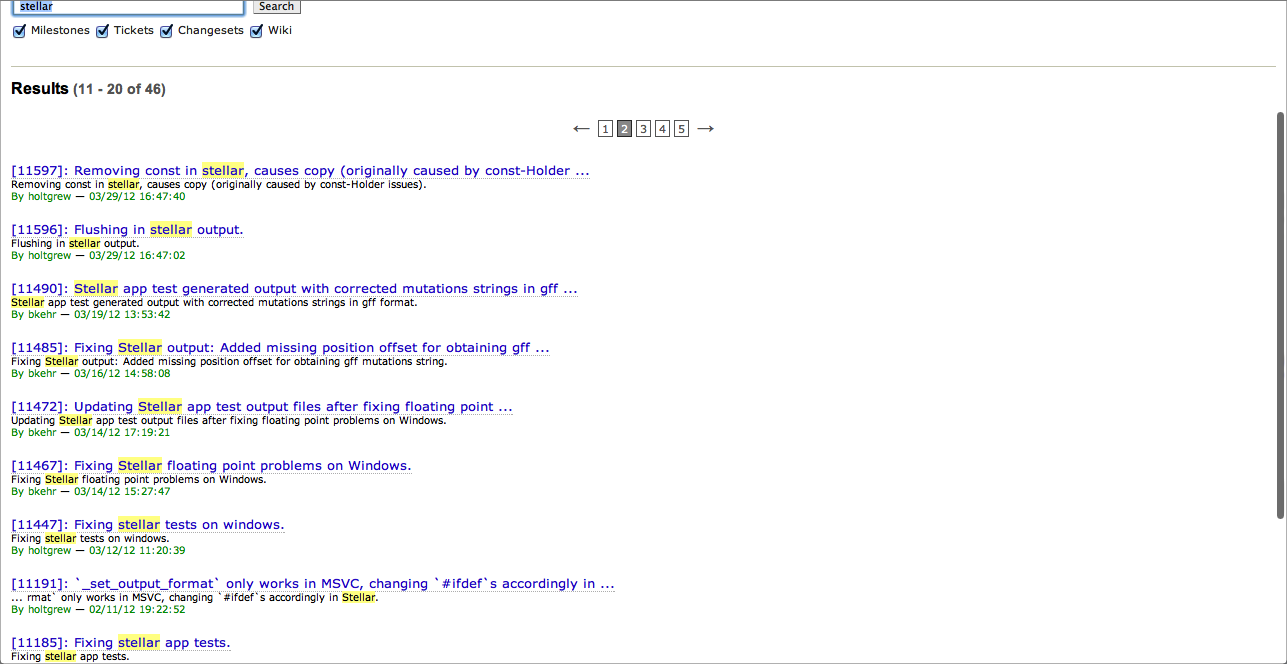 stellar Search
Milestones Tickets Changesets Wiki
Results (11 - 20 of 46)
← 1 2 3 4 5 →
[11597]: Removing const in stellar, causes copy (originally caused by const-Holder ...
Removing const in stellar, causes copy (originally caused by const-Holder issues).
By holtgrew — 03/29/12 16:47:40
[11596]: Flushing in stellar output.
Flushing in stellar output.
By holtgrew — 03/29/12 16:47:02
[11490]: Stellar app test generated output with corrected mutations strings in gff ...
Stellar app test generated output with corrected mutations strings in gff format.
By bkehr — 03/19/12 13:53:42
[11485]: Fixing Stellar output: Added missing position offset for obtaining gff ...
Fixing Stellar output: Added missing position offset for obtaining gff mutations string.
By bkehr — 03/16/12 14:58:08
[11472]: Updating Stellar app test output files after fixing floating point ...
Updating Stellar app test output files after fixing floating point problems on Windows.
By bkehr — 03/14/12 17:19:21
[11467]: Fixing Stellar floating point problems on Windows.
Fixing Stellar floating point problems on Windows.
By bkehr — 03/14/12 15:27:47
[11447]: Fixing stellar tests on windows.
Fixing stellar tests on windows.
By holtgrew — 03/12/12 11:20:39
[11191]: `_set_output_format` only works in MSVC, changing `#ifdef`s accordingly in ...
... rmat` only works in MSVC, changing `#ifdef`s accordingly in Stellar.
By holtgrew — 02/11/12 19:22:52
[11185]: Fixing stellar app tests.
Fixing stellar app tests.